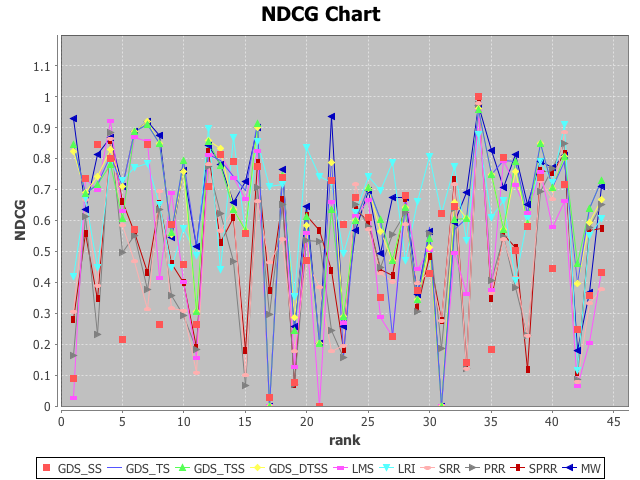 NDCG Chart
NDCG
1.1
1
0.9
0.8
0.7
0.6
0.5
0.4
0.3
0.2
0.1
0
0 5 10 15 20 25 30 35 40 45
rank
GDS_SS GDS_TS GDS_TSS GDS_DTSS LMS LRI SRR PRR SPRR MW